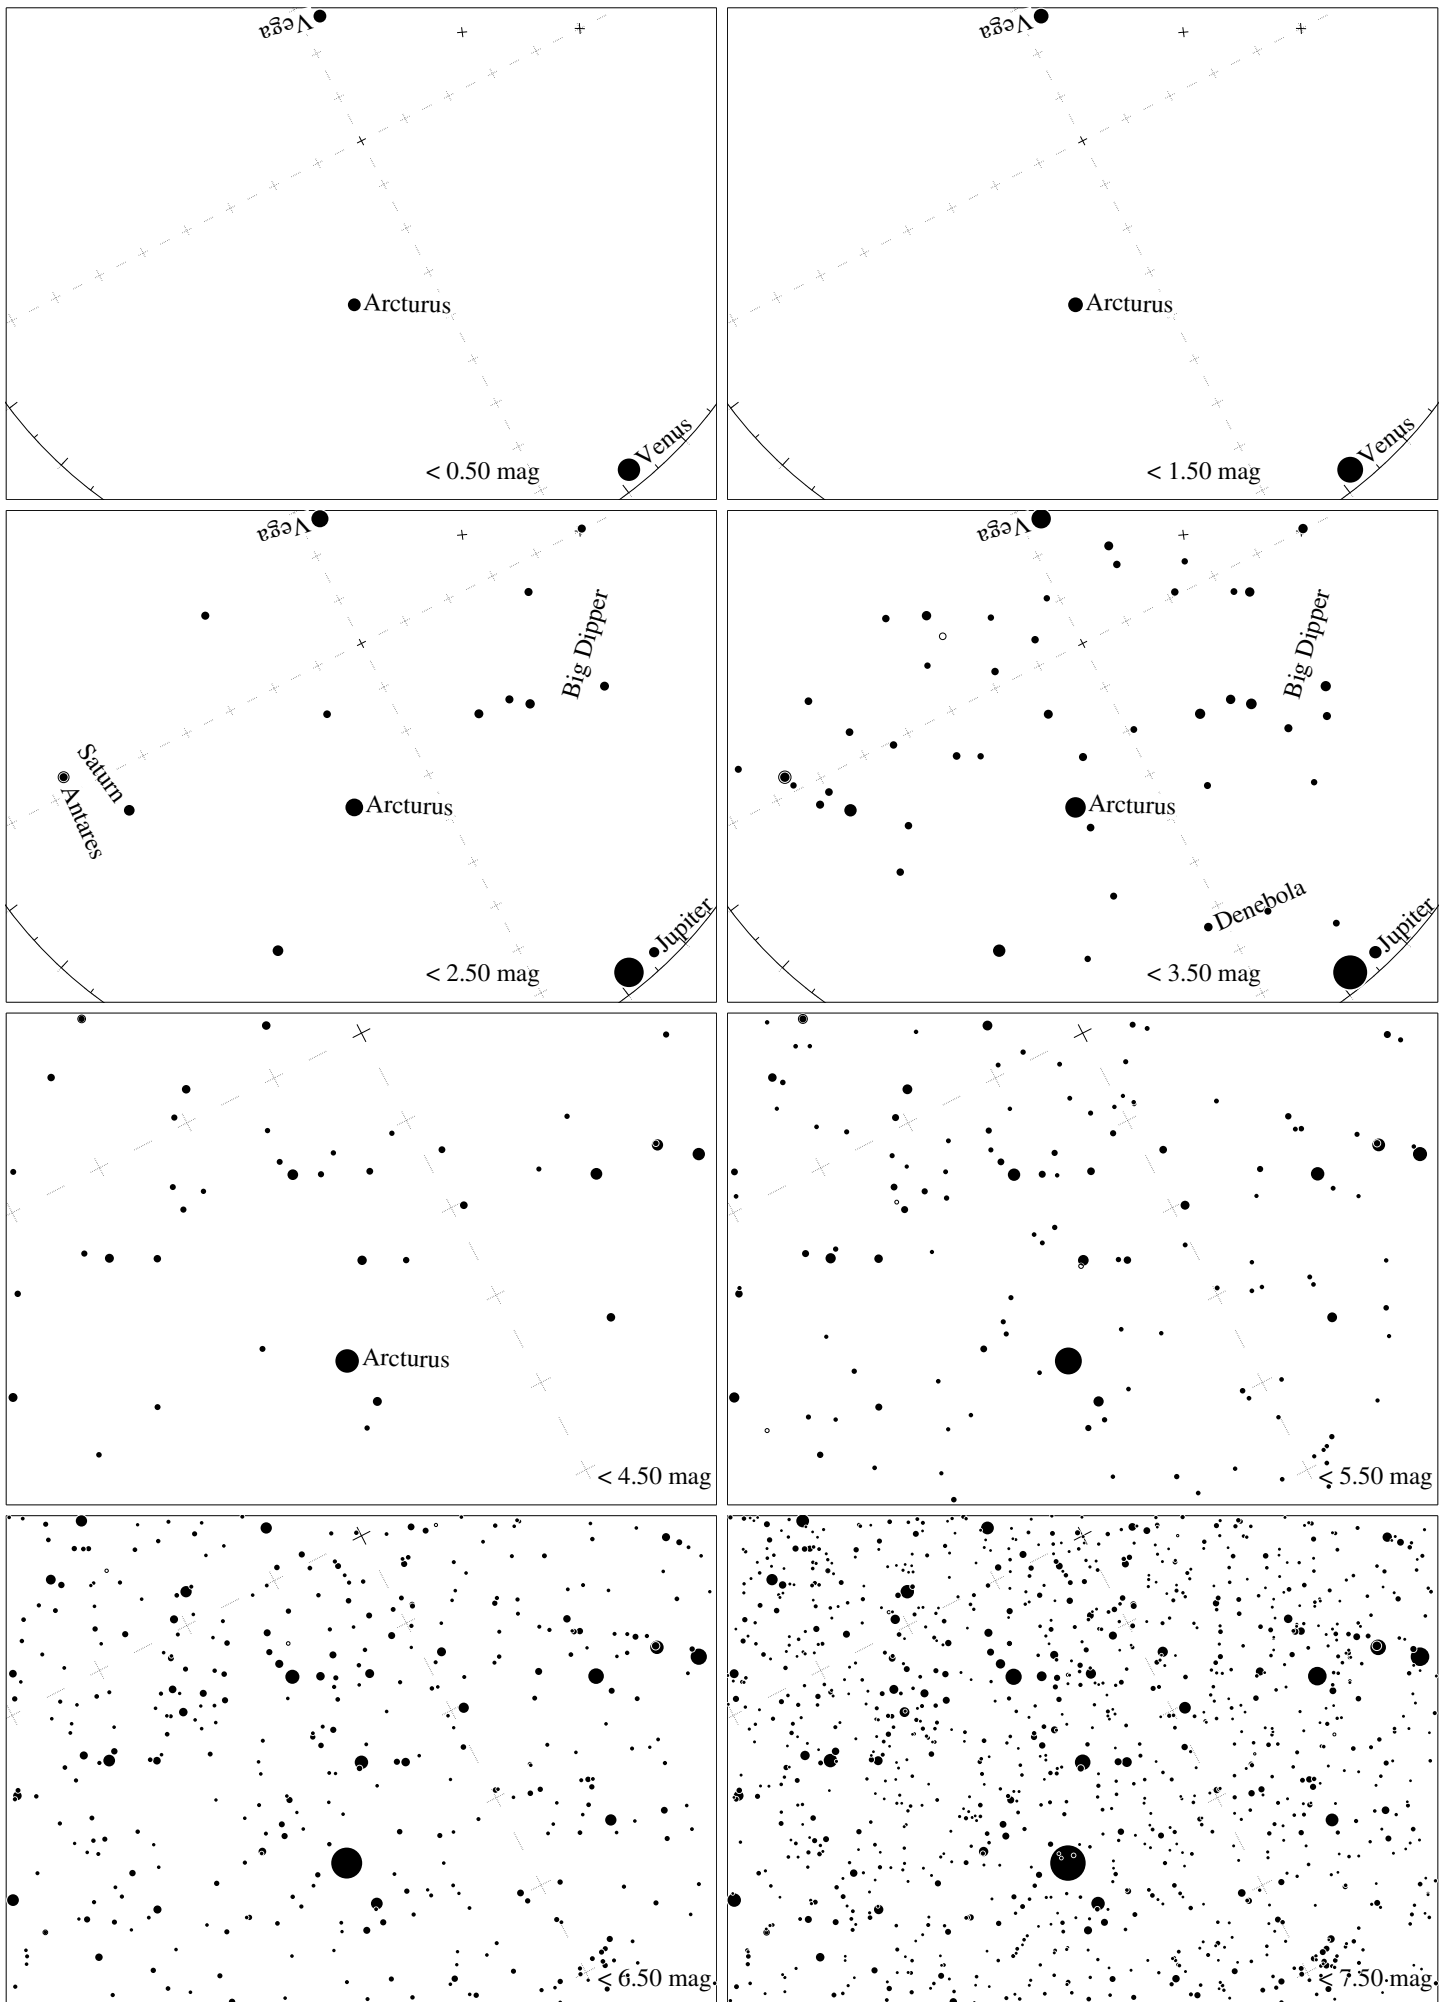 Vega
Arcturus
Venus
< 0.50 mag
Vega
Arcturus
Venus
< 1.50 mag
Vega
Big Dipper
Saturn
Antares
Arcturus
Jupiter
< 2.50 mag
Vega
Big Dipper
Arcturus
Denebola
Jupiter
< 3.50 mag
Arcturus
< 4.50 mag
< 5.50 mag
< 6.50 mag
< 7.50 mag